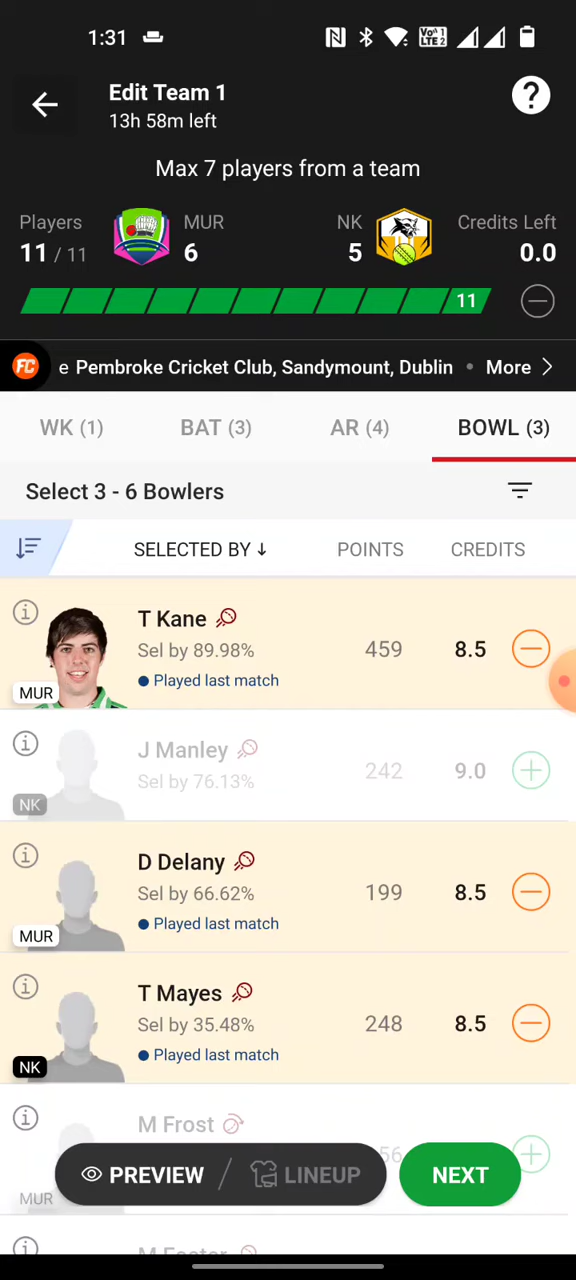 1:31
Vo 1 LTE 2
Edit Team 1
13h 58m left
?
Max 7 players from a team
Players
MUR
NK
Credits Left
11 / 11
6
5
0.0
11
FC
e Pembroke Cricket Club, Sandymount, Dublin • More >
WK (1)
BAT (3)
AR (4)
BOWL (3)
Select 3 - 6 Bowlers
SELECTED BY ↓
POINTS
CREDITS
T Kane
Sel by 89.98%
459
8.5
Played last match
MUR
J Manley
Sel by 76.13%
242
9.0
NK
D Delany
Sel by 66.62%
199
8.5
Played last match
MUR
T Mayes
Sel by 35.48%
248
8.5
Played last match
NK
M Frost
MUR
PREVIEW
LINEUP
NEXT